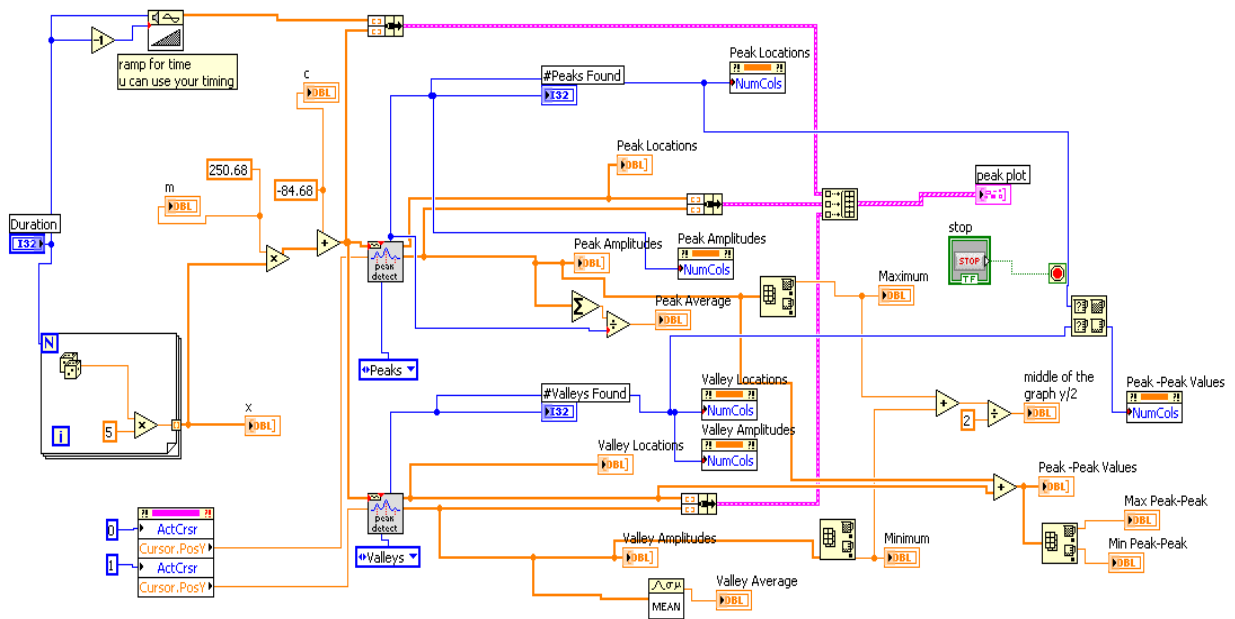 -1
ramp for time
u can use your timing
c
DBL
Peak Locations
#Peaks Found
I32
NumCols
250.68
-84.68
m
DBL
Peak Locations
DBL
peak plot
Duration
I32
stop
STOP
TF
peak
detect
Peak Amplitudes
DBL
Peak Amplitudes
NumCols
Maximum
DBL
Σ
Peak Average
DBL
Peaks
N
i
5
x
DBL
#Valleys Found
I32
Valley Locations
NumCols
Valley Amplitudes
NumCols
middle of the
graph y/2
DBL
2
Peak -Peak Values
NumCols
Valley Locations
DBL
Peak -Peak Values
DBL
peak
detect
Valleys
0
1
ActCrsr
Cursor.PosY
ActCrsr
Cursor.PosY
Valley Amplitudes
DBL
Minimum
DBL
Max Peak-Peak
DBL
Min Peak-Peak
DBL
MEAN
Valley Average
DBL